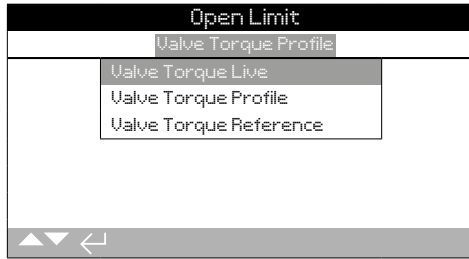 Open Limit
Valve Torque Profile
Valve Torque Live
Valve Torque Profile
Valve Torque Reference